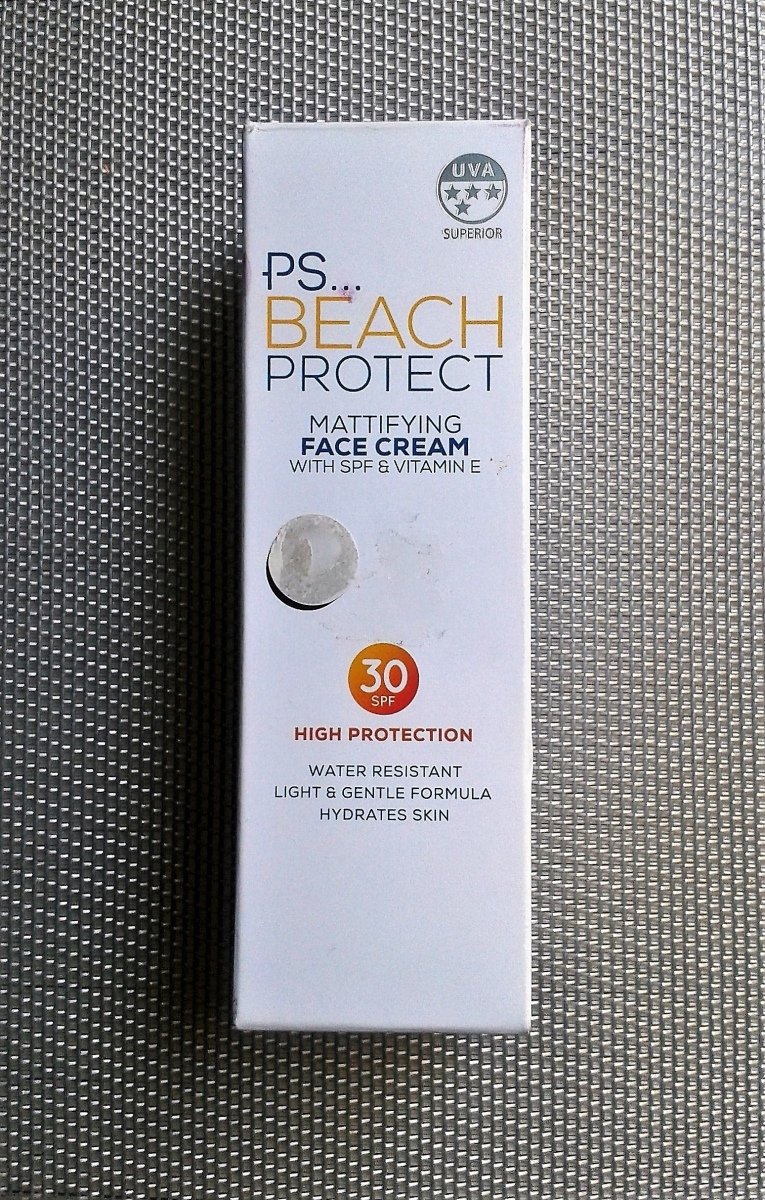 UVA
SUPERIOR
PS...
BEACH
PROTECT
MATTIFYING
FACE CREAM
WITH SPF & VITAMIN E
30
SPF
HIGH PROTECTION
WATER RESISTANT
LIGHT & GENTLE FORMULA
HYDRATES SKIN